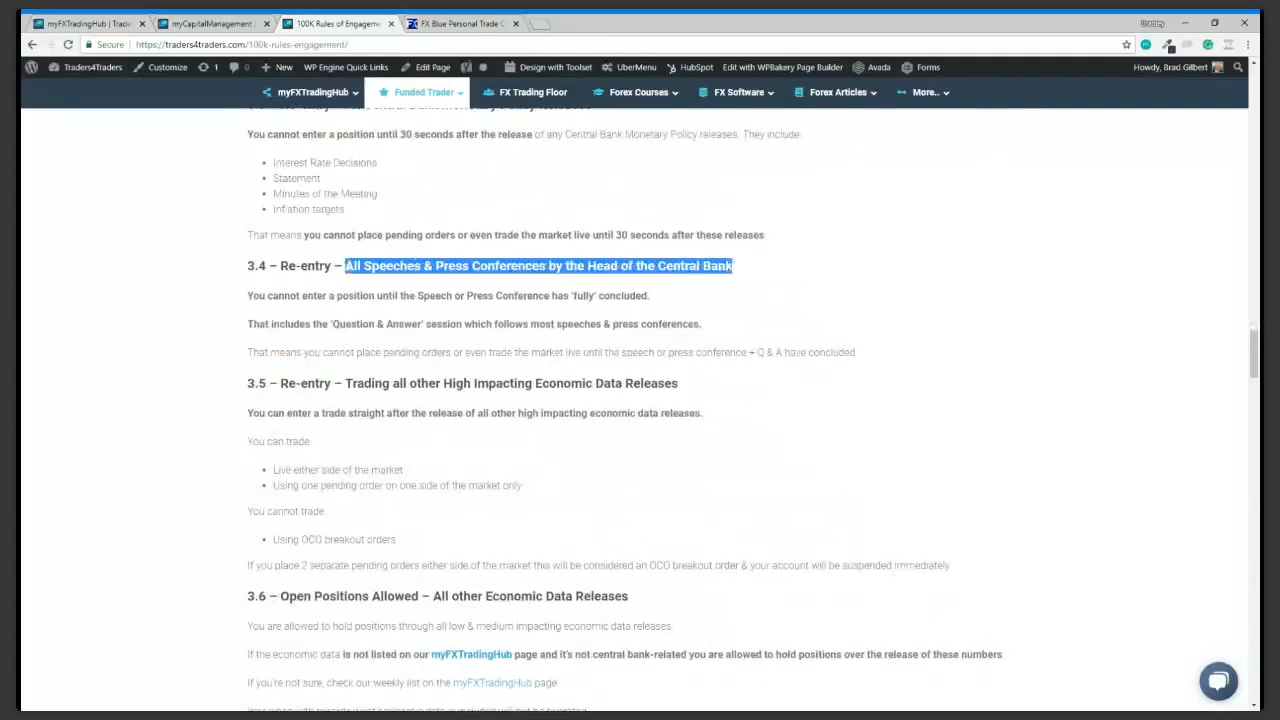 myFXTradingHub | Trade
myCapitalManagement |
100K Rules of Engageme
FX Blue Personal Trade C
Bradley
Secure | https://traders4traders.com/100k-rules-engagement/
Traders4Traders Customize 1 0 New WP Engine Quick Links Edit Page Design with Toolset UberMenu HubSpot Edit with WPBakery Page Builder Avada Forms Howdy, Brad Gilbert
myFXTradingHub Funded Trader FX Trading Floor Forex Courses FX Software Forex Articles More..
You cannot enter a position until 30 seconds after the release of any Central Bank Monetary Policy releases. They include:
• Interest Rate Decisions
• Statement
• Minutes of the Meeting
• Inflation targets
That means you cannot place pending orders or even trade the market live until 30 seconds after these releases
3.4 – Re-entry – All Speeches & Press Conferences by the Head of the Central Bank
You cannot enter a position until the Speech or Press Conference has 'fully' concluded.
That includes the 'Question & Answer' session which follows most speeches & press conferences.
That means you cannot place pending orders or even trade the market live until the speech or press conference + Q & A have concluded
3.5 – Re-entry – Trading all other High Impacting Economic Data Releases
You can enter a trade straight after the release of all other high impacting economic data releases.
You can trade:
• Live either side of the market
• Using one pending order on one side of the market only
You cannot trade:
• Using OCO breakout orders
If you place 2 separate pending orders either side of the market this will be considered an OCO breakout order & your account will be suspended immediately
3.6 – Open Positions Allowed – All other Economic Data Releases
You are allowed to hold positions through all low & medium impacting economic data releases.
If the economic data is not listed on our myFXTradingHub page and it's not central bank-related you are allowed to hold positions over the release of these numbers
If you're not sure, check our weekly list on the myFXTradingHub page